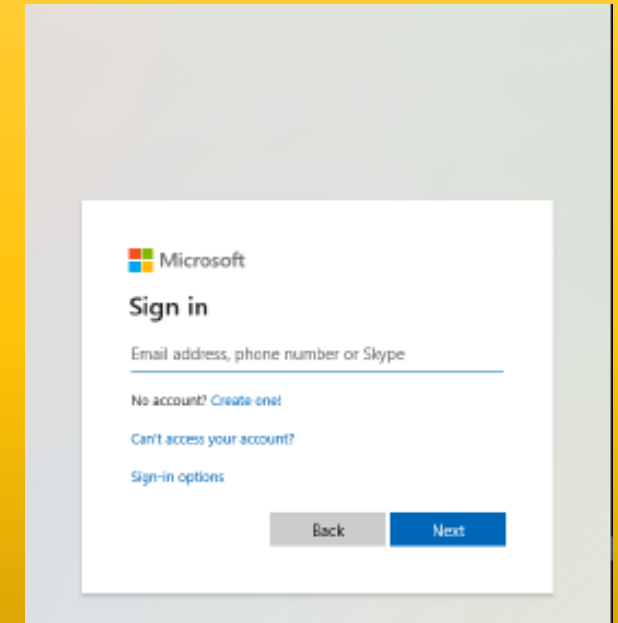 Microsoft
Sign in
Email address, phone number or Skype
No account? Create one!
Can't access your account?
Sign-in options
Back Next